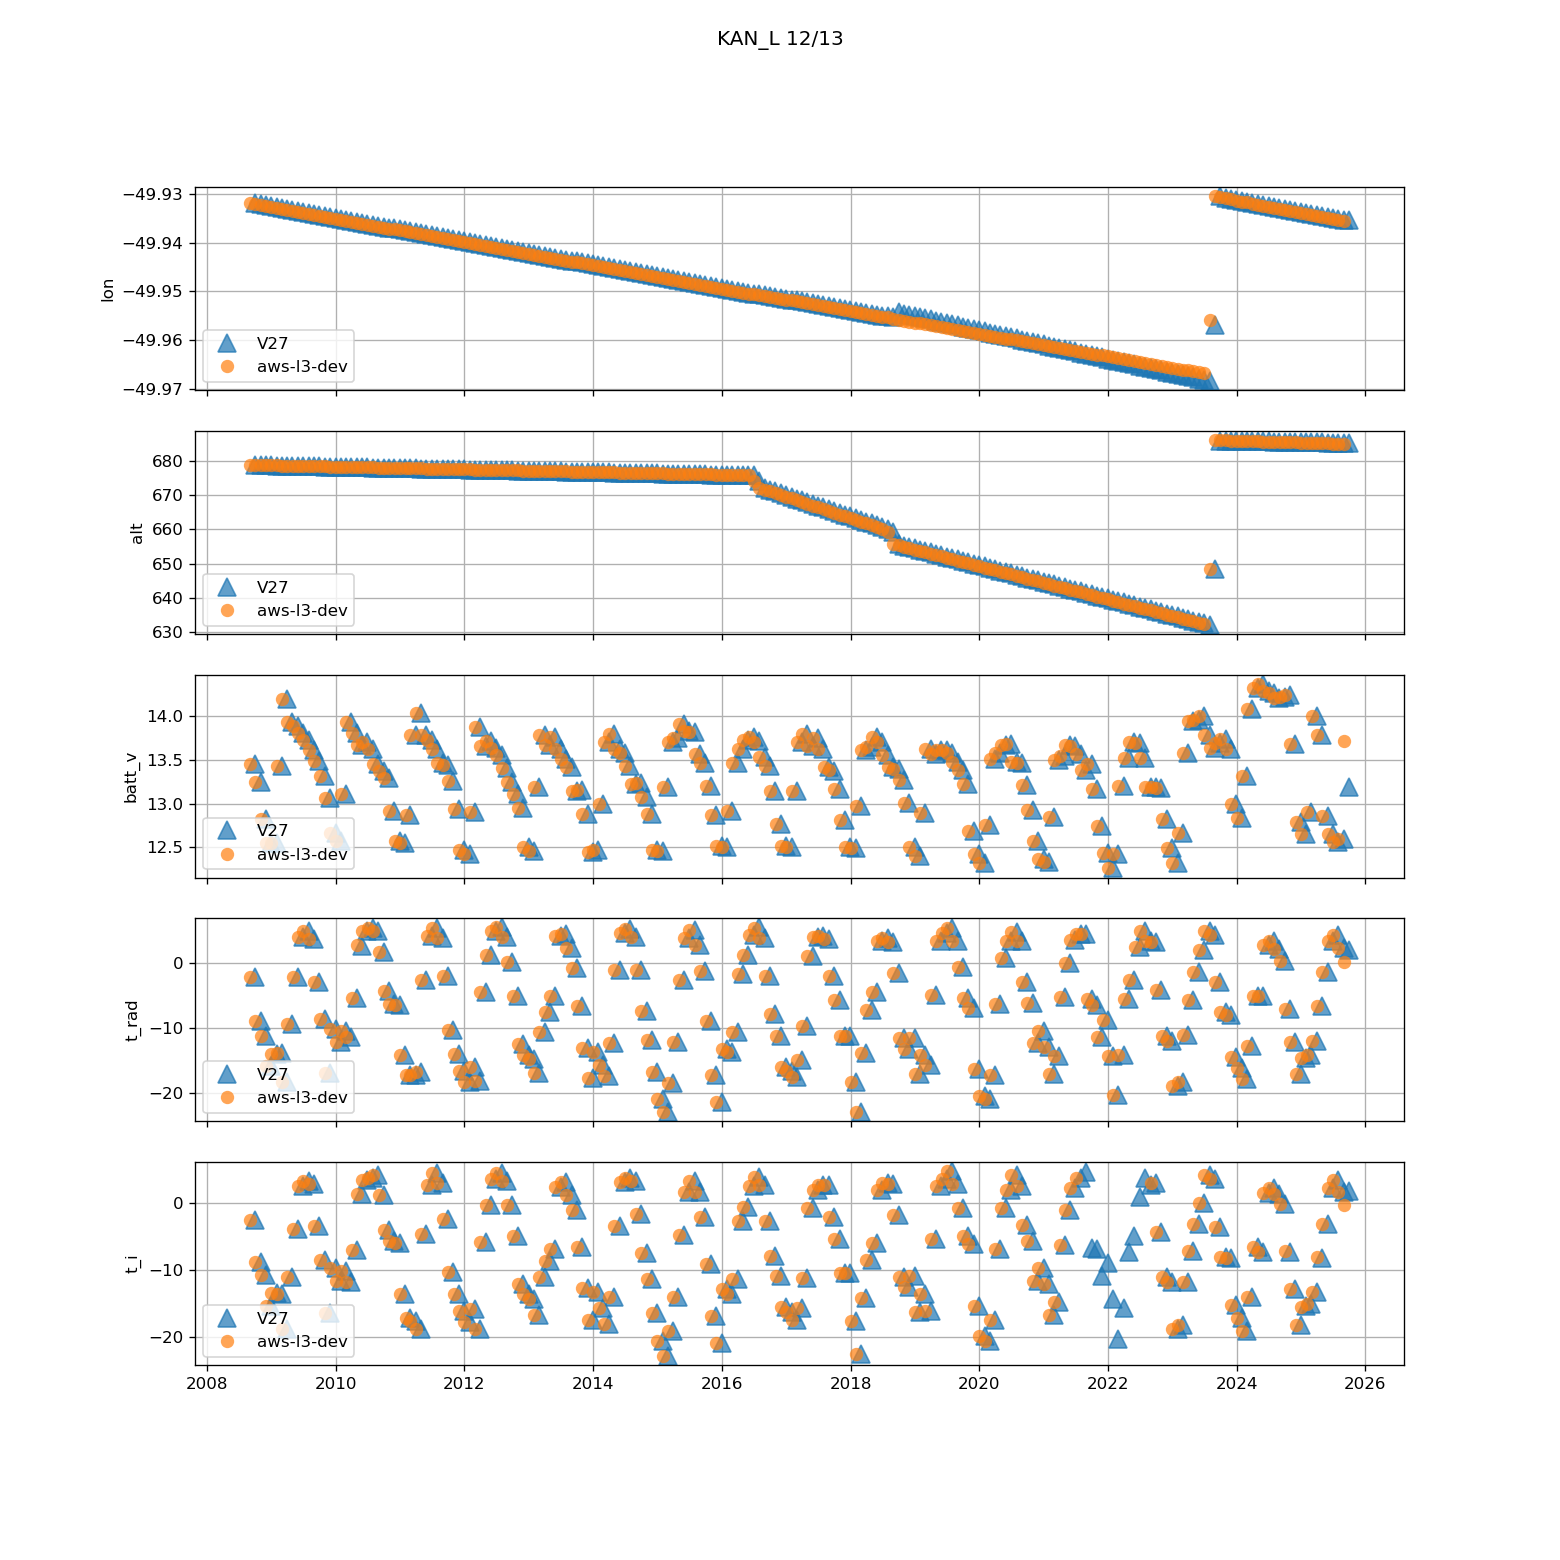 KAN_L 12/13
−49.93
−49.94
−49.95
−49.96
−49.97
lon
V27
aws-l3-dev
680
670
660
650
640
630
alt
V27
aws-l3-dev
14.0
13.5
13.0
12.5
batt_v
V27
aws-l3-dev
0
−10
−20
t_rad
V27
aws-l3-dev
0
−10
−20
t_i
V27
aws-l3-dev
2008 2010 2012 2014 2016 2018 2020 2022 2024 2026